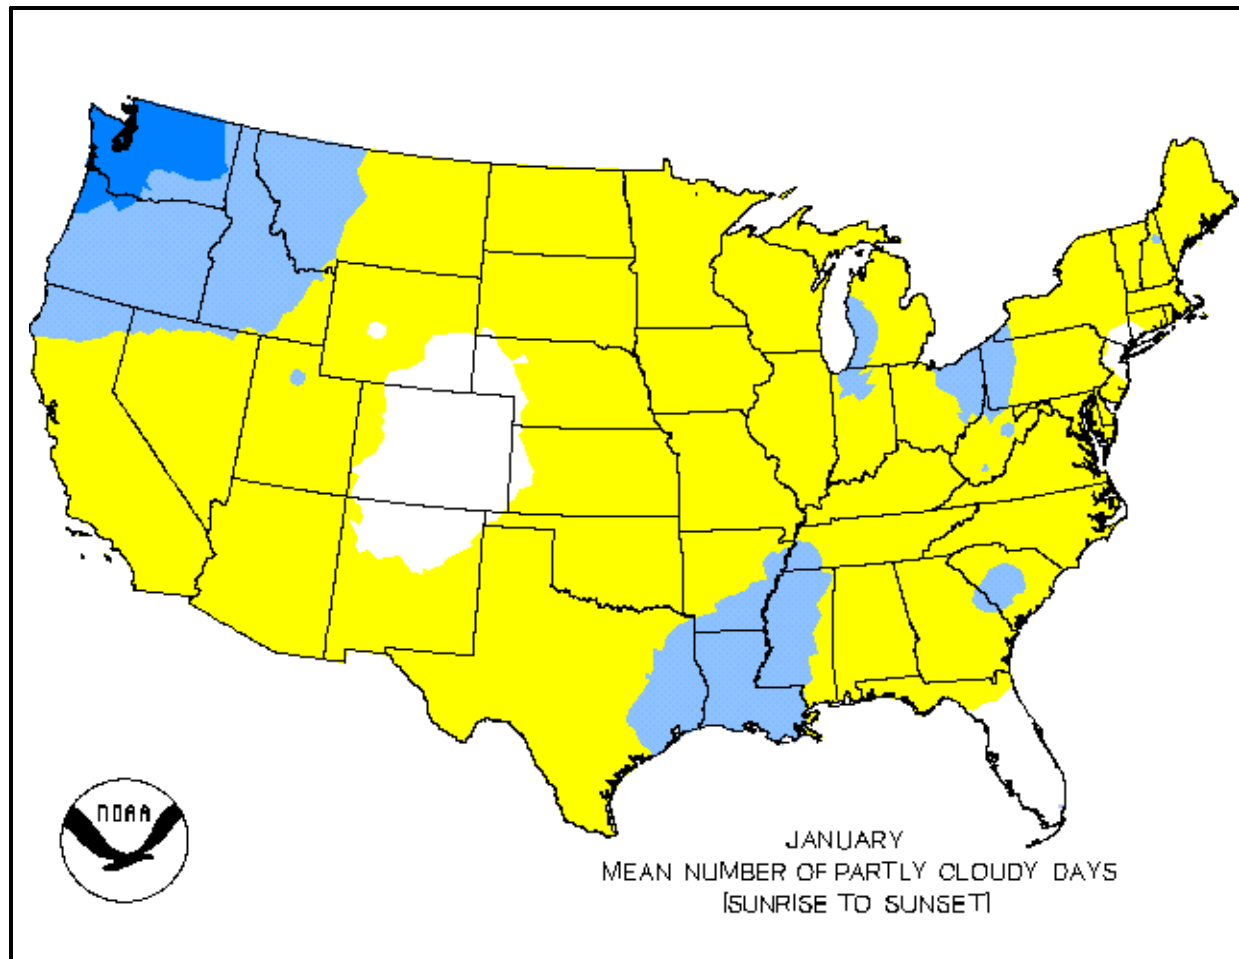 NOAA
JANUARY
MEAN NUMBER OF PARTLY CLOUDY DAYS
[SUNRISE TO SUNSET]